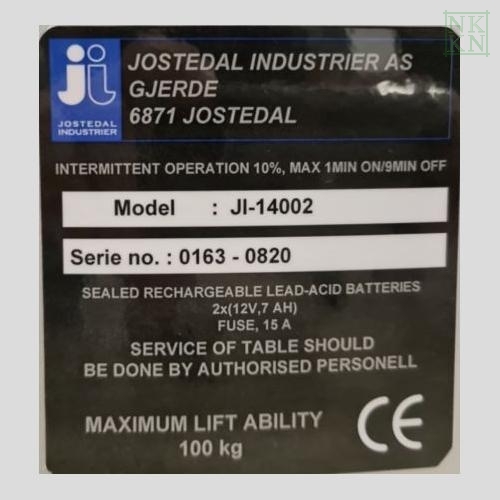 NK
KN
JOSTEDAL INDUSTRIER AS
GJERDE
6871 JOSTEDAL
JOSTEDAL
INDUSTRIER
INTERMITTENT OPERATION 10%, MAX 1MIN ON/9MIN OFF
Model : JI-14002
Serie no. : 0163 - 0820
SEALED RECHARGEABLE LEAD-ACID BATTERIES
2x(12V,7 AH)
FUSE, 15 A
SERVICE OF TABLE SHOULD
BE DONE BY AUTHORISED PERSONELL
MAXIMUM LIFT ABILITY
100 kg
CE